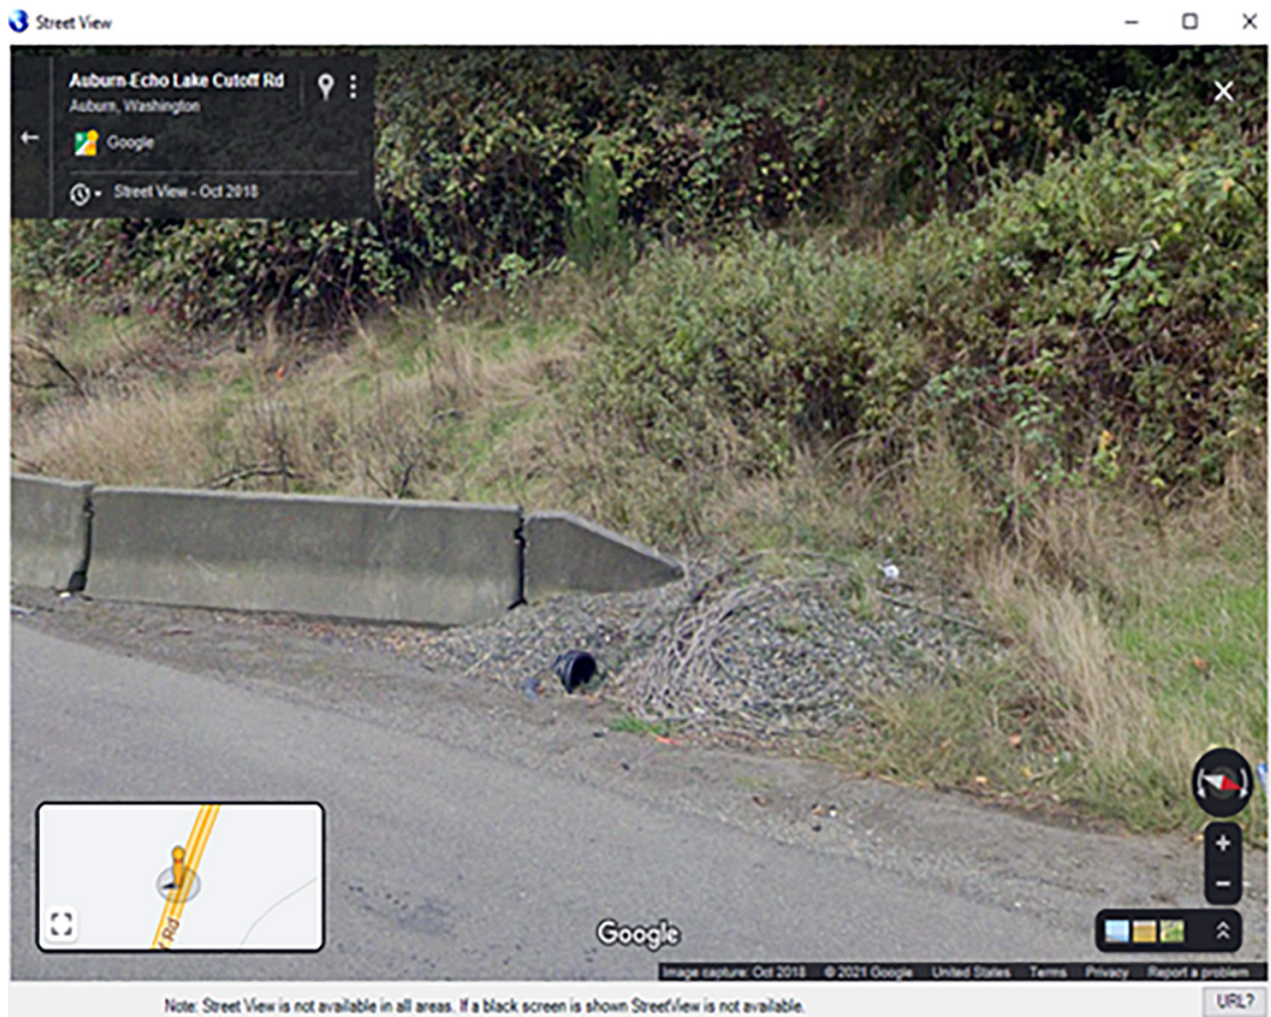 Street View
Auburn-Echo Lake Cutoff Rd
Auburn, Washington
Google
Street View - Oct 2018
Rd
Google
Image capture: Oct 2018 © 2021 Google United States Terms Privacy Report a problem
Note: Street View is not available in all areas. If a black screen is shown StreetView is not available.
URL?